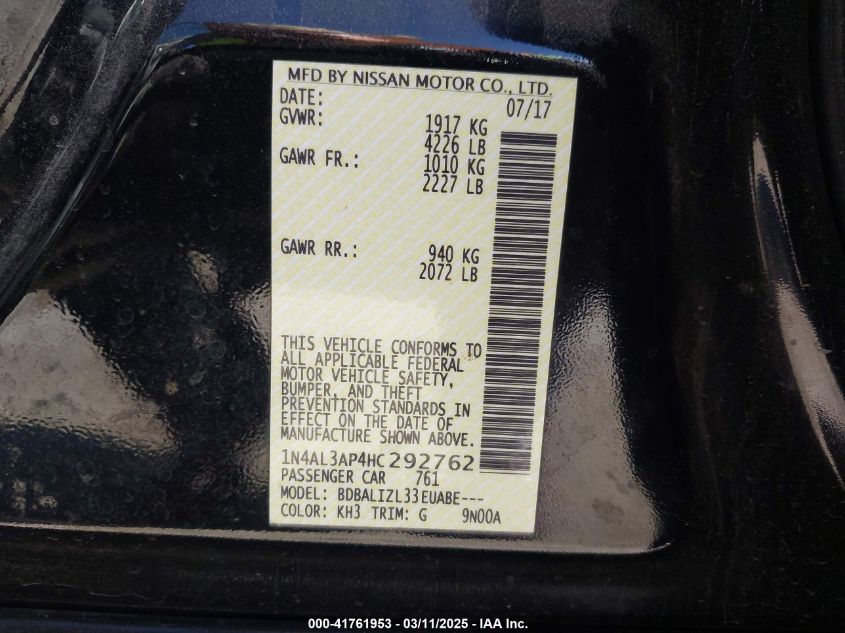 MFD BY NISSAN MOTOR CO., LTD.
DATE: 07/17
GVWR: 1917 KG
4226 LB
GAWR FR.: 1010 KG
2227 LB
GAWR RR.: 940 KG
2072 LB
THIS VEHICLE CONFORMS TO
ALL APPLICABLE FEDERAL
MOTOR VEHICLE SAFETY,
BUMPER, AND THEFT
PREVENTION STANDARDS IN
EFFECT ON THE DATE OF
MANUFACTURE SHOWN ABOVE.
1N4AL3AP4HC292762
PASSENGER CAR 761
MODEL: BDBALIZL33EUABE---
COLOR: KH3 TRIM: G 9N00A
000-41761953 - 03/11/2025 - IAA Inc.